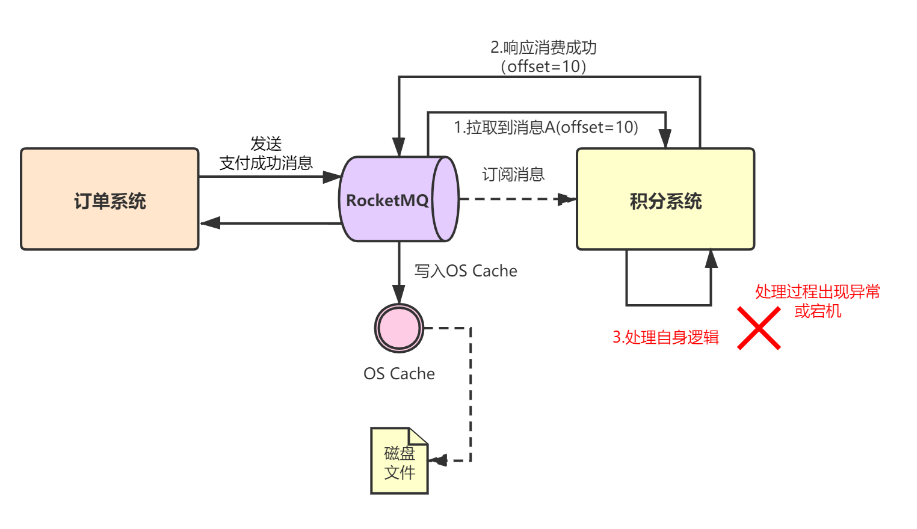 2.响应消费成功
（offset=10）
1.拉取到消息A(offset=10)
发送
支付成功消息
订单系统
RocketMQ
订阅消息
积分系统
写入OS Cache
处理过程出现异常
或宕机
3.处理自身逻辑
OS Cache
磁盘
文件